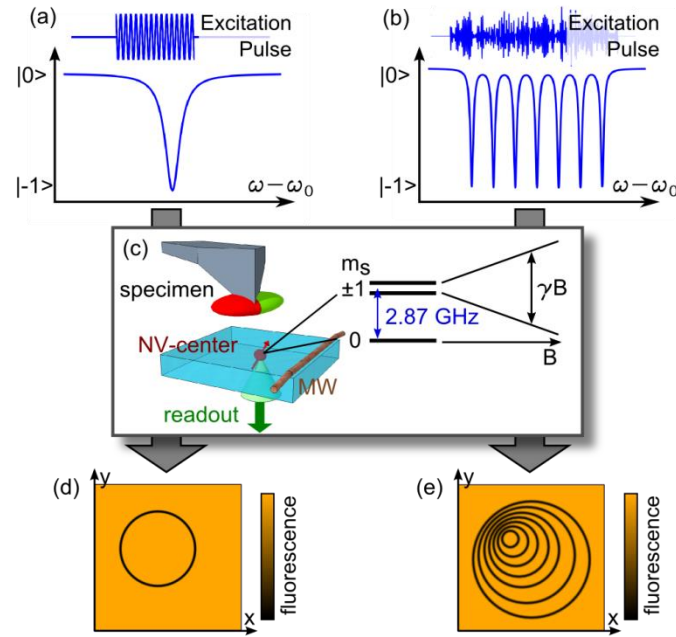 (a)
Excitation
Pulse
|0>
|-1>
ω−ω0
(b)
Excitation
Pulse
|0>
|-1>
ω−ω0
(c)
specimen
NV-center
MW
readout
mS
±1
2.87 GHz
0
γB
B
(d)
y
x
fluorescence
(e)
y
x
fluorescence